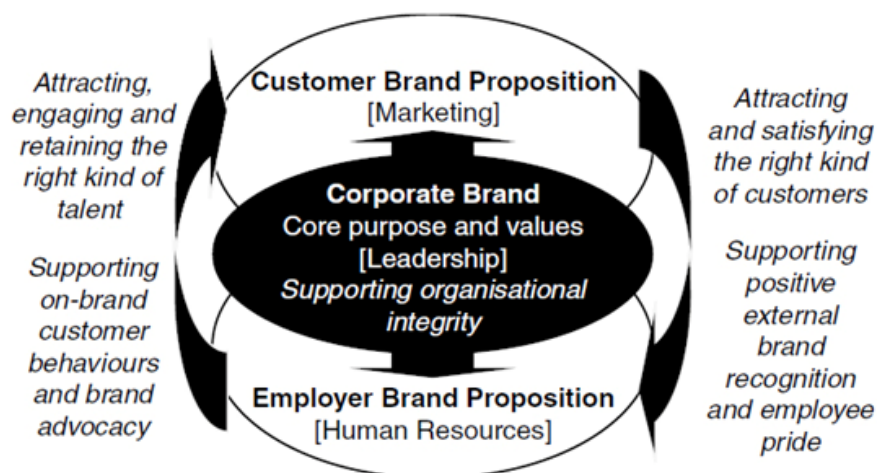 Attracting,
engaging and
retaining the
right kind of
talent
Supporting
on-brand
customer
behaviours
and brand
advocacy
Customer Brand Proposition
[Marketing]
Corporate Brand
Core purpose and values
[Leadership]
Supporting organisational
integrity
Employer Brand Proposition
[Human Resources]
Attracting
and satisfying
the right kind
of customers
Supporting
positive
external
brand
recognition
and employee
pride